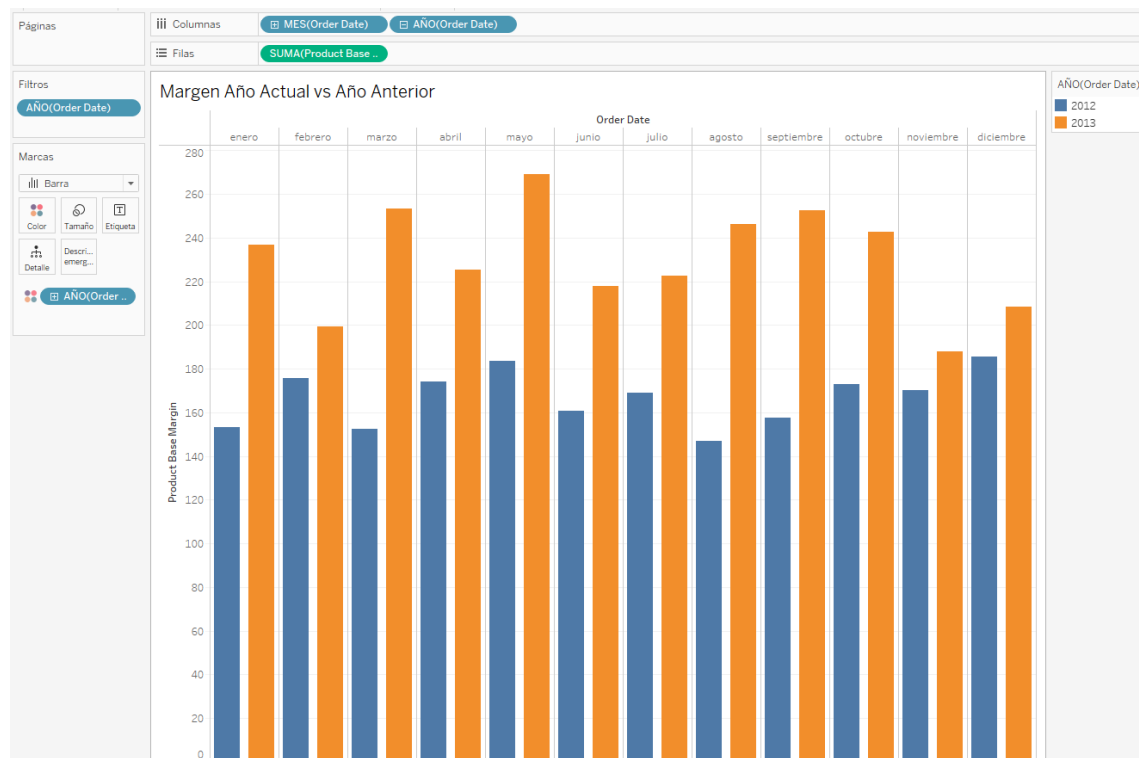 Páginas
Columnas
MES(Order Date)
AÑO(Order Date)
Filas
SUMA(Product Base ..
Filtros
AÑO(Order Date)
Marcas
Barra
Color
Tamaño
Etiqueta
Detalle
Descri...
emerg...
AÑO(Order ..
Margen Año Actual vs Año Anterior
Order Date
enero febrero marzo abril mayo junio julio agosto septiembre octubre noviembre diciembre
280
260
240
220
200
180
160
140
120
100
80
60
40
20
0
Product Base Margin
AÑO(Order Date)
2012
2013